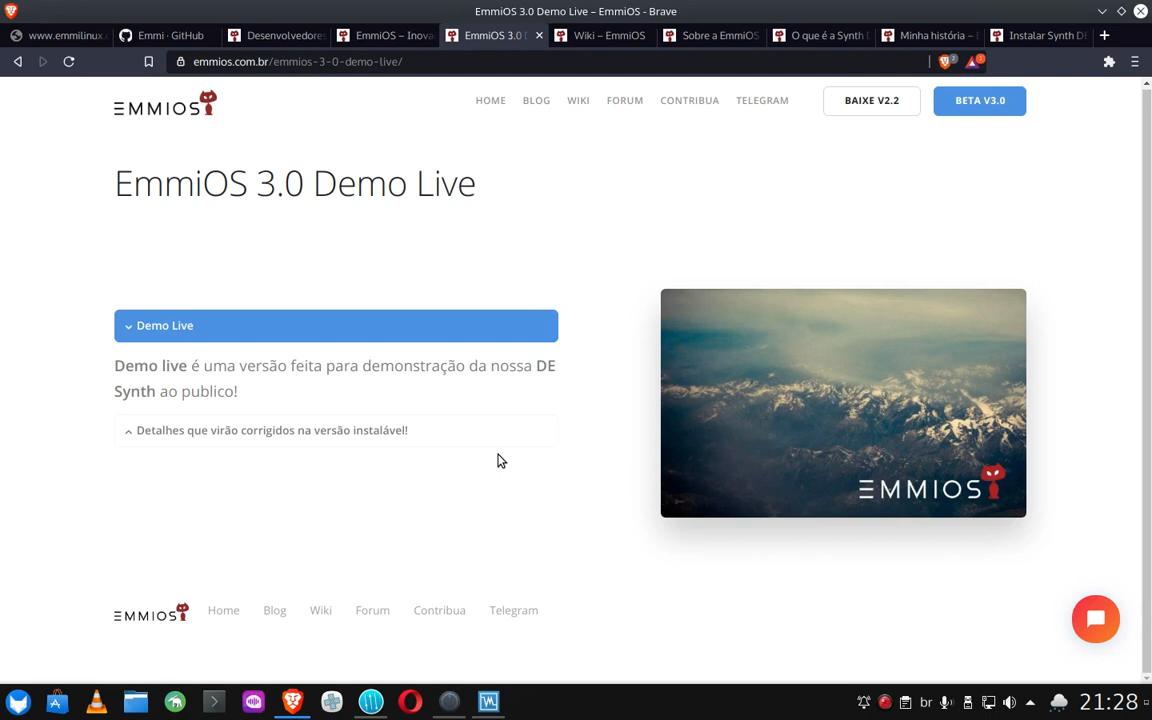 EmmiOS 3.0 Demo Live – EmmiOS - Brave
www.emmilinux.c
Emmi · GitHub
Desenvolvedores
EmmiOS – Inova
EmmiOS 3.0
Wiki – EmmiOS
Sobre a EmmiOS
O que é a Synth
Minha história –
Instalar Synth DE
emmios.com.br/emmios-3-0-demo-live/
2
EMMIOS
HOME
BLOG
WIKI
FORUM
CONTRIBUA
TELEGRAM
BAIXE V2.2
BETA V3.0
EmmiOS 3.0 Demo Live
Demo Live
Demo live é uma versão feita para demonstração da nossa DE
Synth ao publico!
Detalhes que virão corrigidos na versão instalável!
EMMIOS
EMMIOS
Home
Blog
Wiki
Forum
Contribua
Telegram
br
21:28